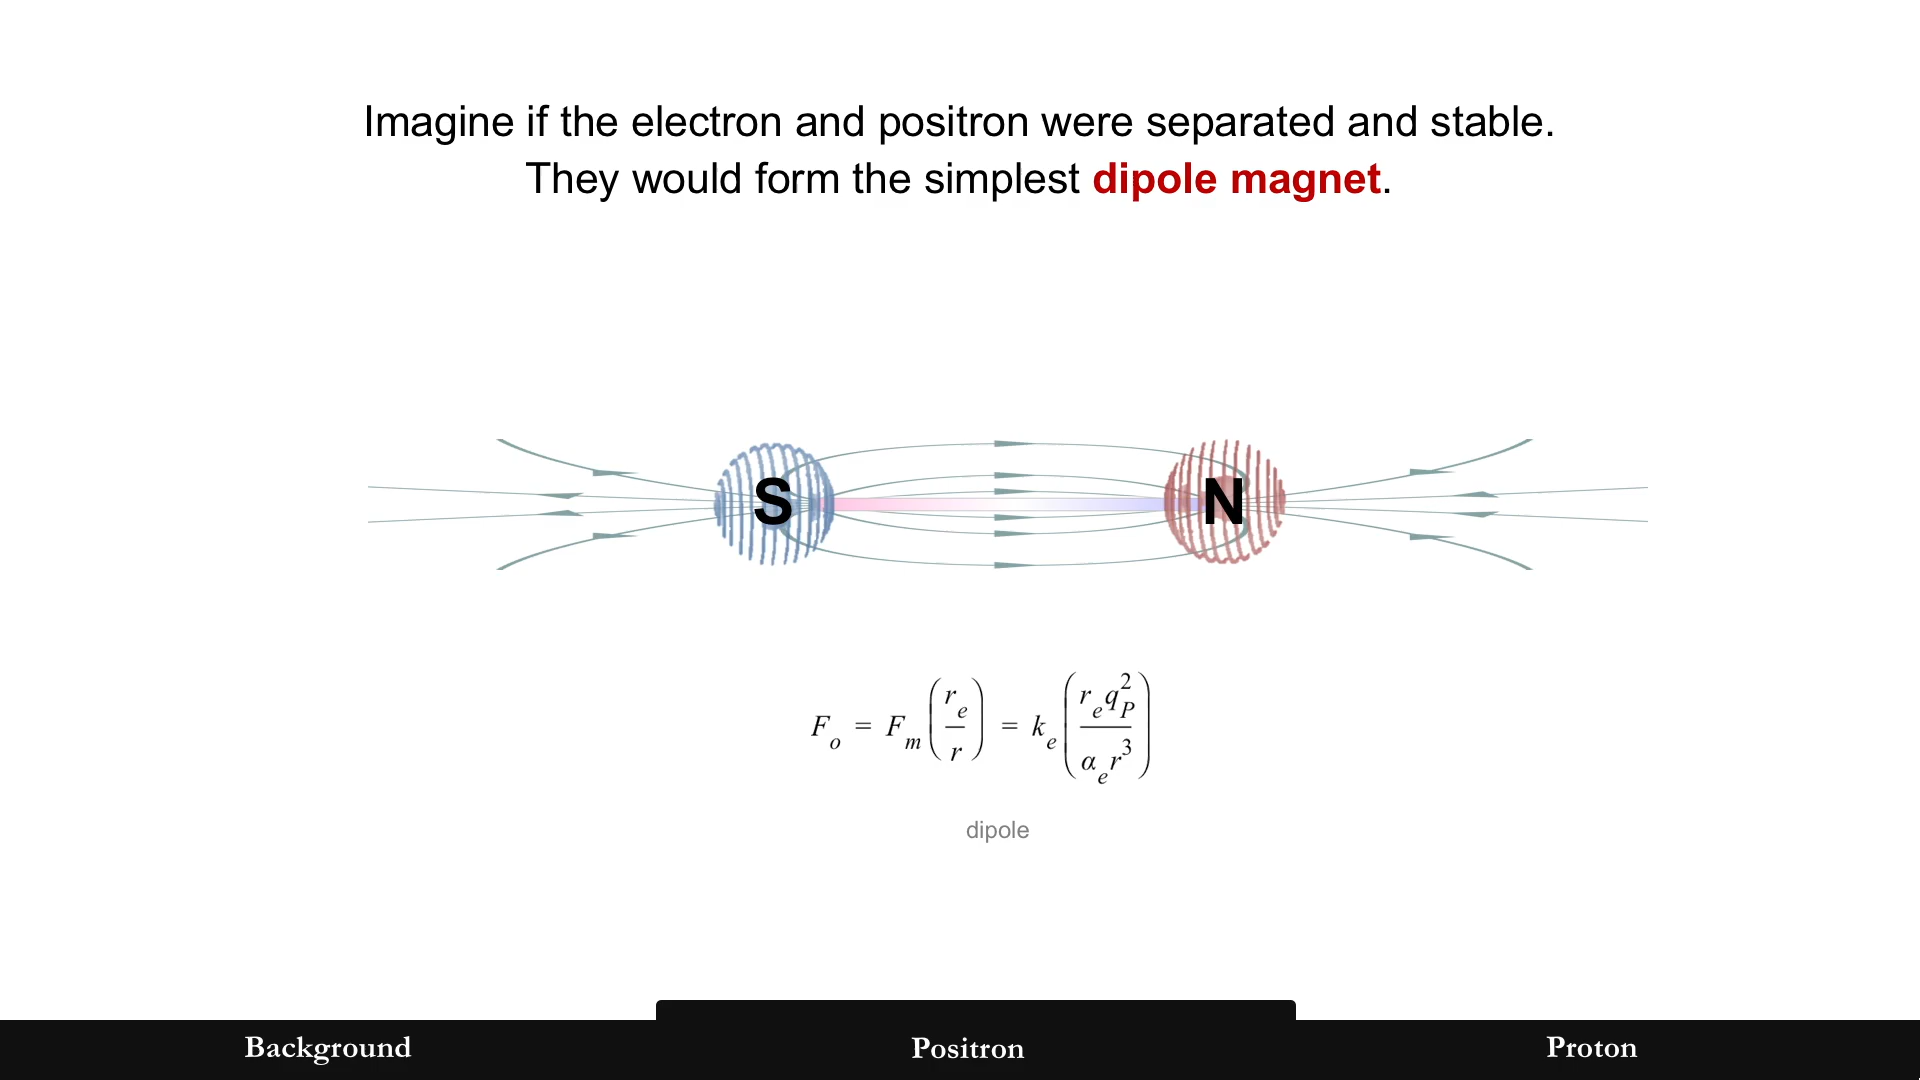 Imagine if the electron and positron were separated and stable.
They would form the simplest dipole magnet.
S N
F_o = F_m (r_e / r) = k_e (r_e q_P^2 / α_e r^3)
dipole
Background Positron Proton